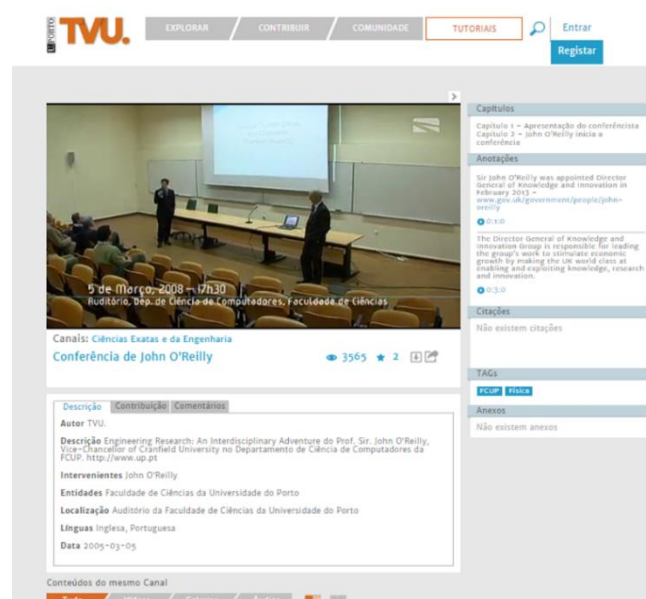 U.PORTO
TVU.
EXPLORAR
CONTRIBUIR
COMUNIDADE
TUTORIAIS
Entrar
Registar
5 de Março, 2008 - 17h30
Auditório, Dep. de Ciência de Computadores, Faculdade de Ciências
Canais: Ciências Exatas e da Engenharia
Conferência de John O'Reilly
3565
2
Descrição
Contribuição
Comentários
Autor TVU.
Descrição Engineering Research: An Interdisciplinary Adventure do Prof. Sir. John O'Reilly,
Vice-Chancellor of Cranfield University no Departamento de Ciência de Computadores da
FCUP. http://www.up.pt
Intervenientes John O'Reilly
Entidades Faculdade de Ciências da Universidade do Porto
Localização Auditório da Faculdade de Ciências da Universidade do Porto
Línguas Inglesa, Portuguesa
Data 2005-03-05
Conteúdos do mesmo Canal
Capítulos
Capítulo 1 - Apresentação do conferêncista
Capítulo 2 - John O'Reilly inicia a
conferência
Anotações
Sir John O'Reilly was appointed Director
General of Knowledge and Innovation in
February 2013 -
www.gov.uk/government/people/john-
oreilly
0:1:0
The Director General of Knowledge and
Innovation Group is responsible for leading
the group's work to stimulate economic
growth by making the UK world class at
enabling and exploiting knowledge, research
and innovation.
0:3:0
Citações
Não existem citações
TAGs
FCUP
Física
Anexos
Não existem anexos